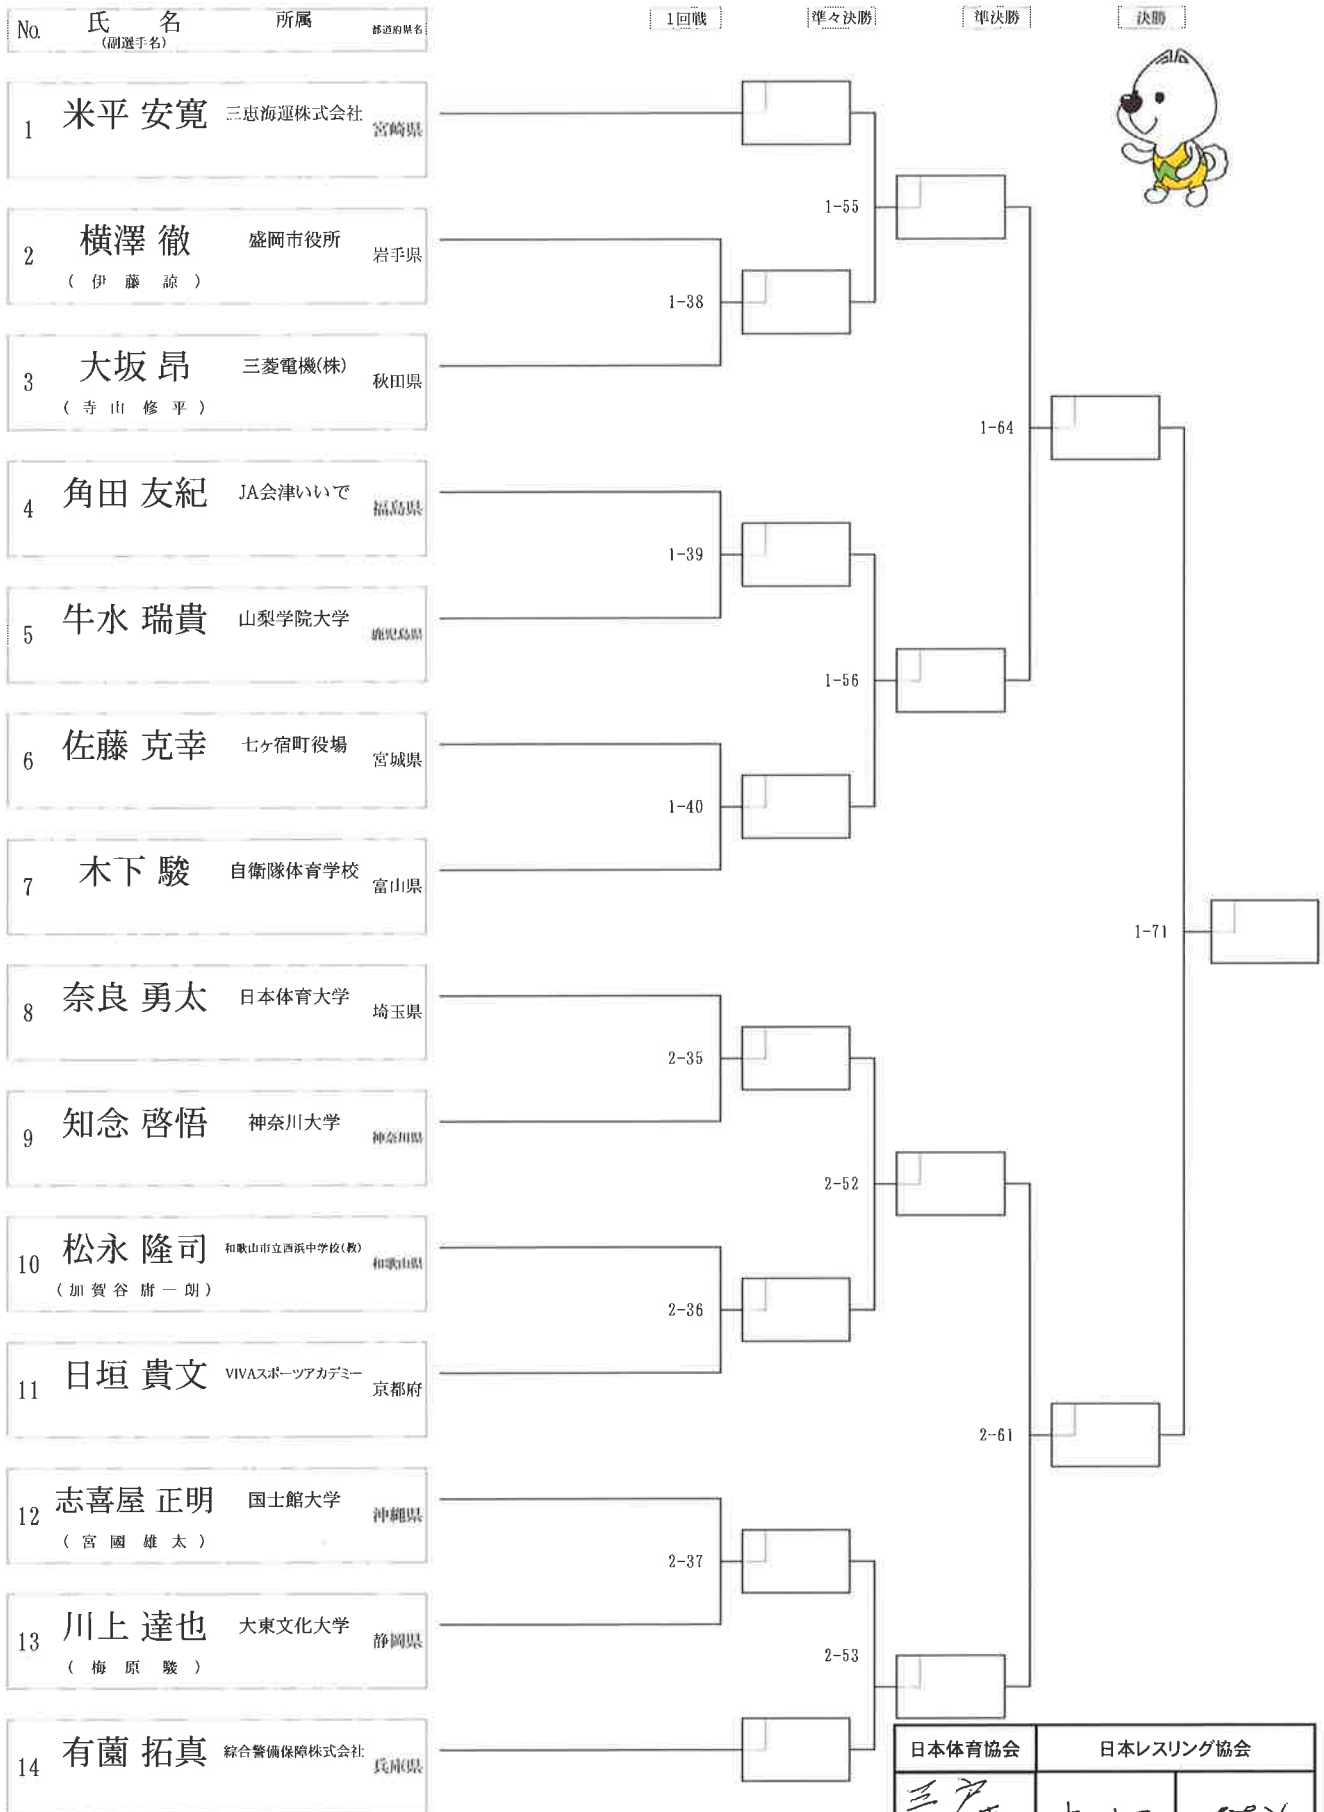 No. 氏 名 所属 都道府県名 1回戦 準々決勝 準決勝 決勝
(副選手名)
1 米平 安寛 三恵海運株式会社 宮崎県
1-55
2 横澤 徹 盛岡市役所 岩手県
( 伊 藤 諒 )
1-38
3 大坂 昂 三菱電機(株) 秋田県
( 寺 山 修 平 )
1-64
4 角田 友紀 JA会津いいで 福島県
1-39
5 牛水 瑞貴 山梨学院大学 鹿児島県
1-56
6 佐藤 克幸 七ヶ宿町役場 宮城県
1-40
7 木下 駿 自衛隊体育学校 富山県
1-71
8 奈良 勇太 日本体育大学 埼玉県
2-35
9 知念 啓悟 神奈川大学 神奈川県
2-52
10 松永 隆司 和歌山市立西浜中学校(教) 和歌山県
( 加 賀 谷 庸 一 朗 )
2-36
11 日垣 貴文 VIVAスポーツアカデミー 京都府
2-61
12 志喜屋 正明 国士舘大学 沖縄県
( 宮 國 雄 太 )
2-37
13 川上 達也 大東文化大学 静岡県
( 梅 原 駿 )
2-53
14 有薗 拓真 綜合警備保障株式会社 兵庫県
日本体育協会 日本レスリング協会